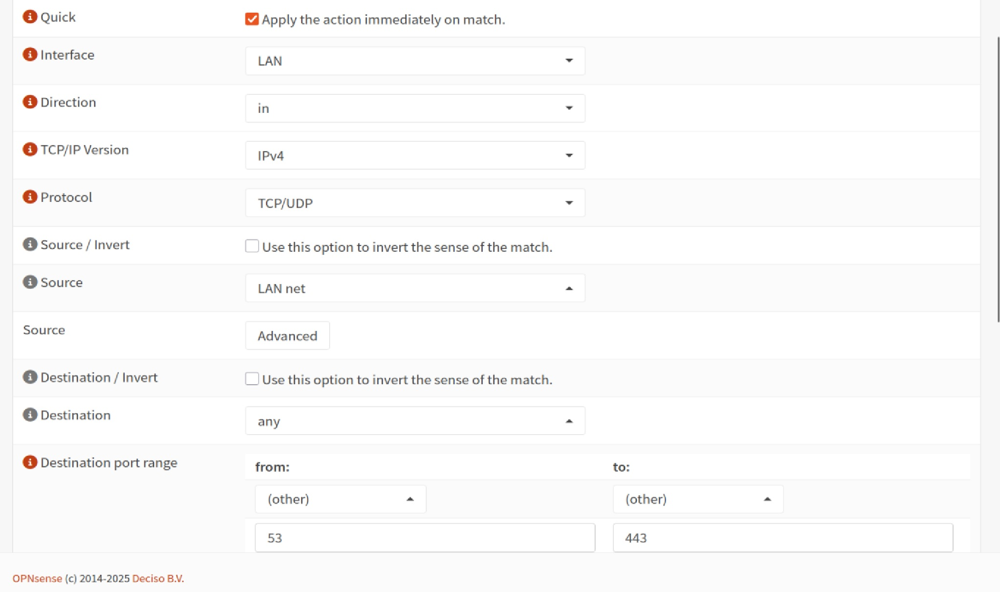 Quick
Apply the action immediately on match.
Interface
LAN
Direction
in
TCP/IP Version
IPv4
Protocol
TCP/UDP
Source / Invert
Use this option to invert the sense of the match.
Source
LAN net
Source
Advanced
Destination / Invert
Use this option to invert the sense of the match.
Destination
any
Destination port range
from: to:
(other) (other)
53 443
OPNsense (c) 2014-2025 Deciso B.V.